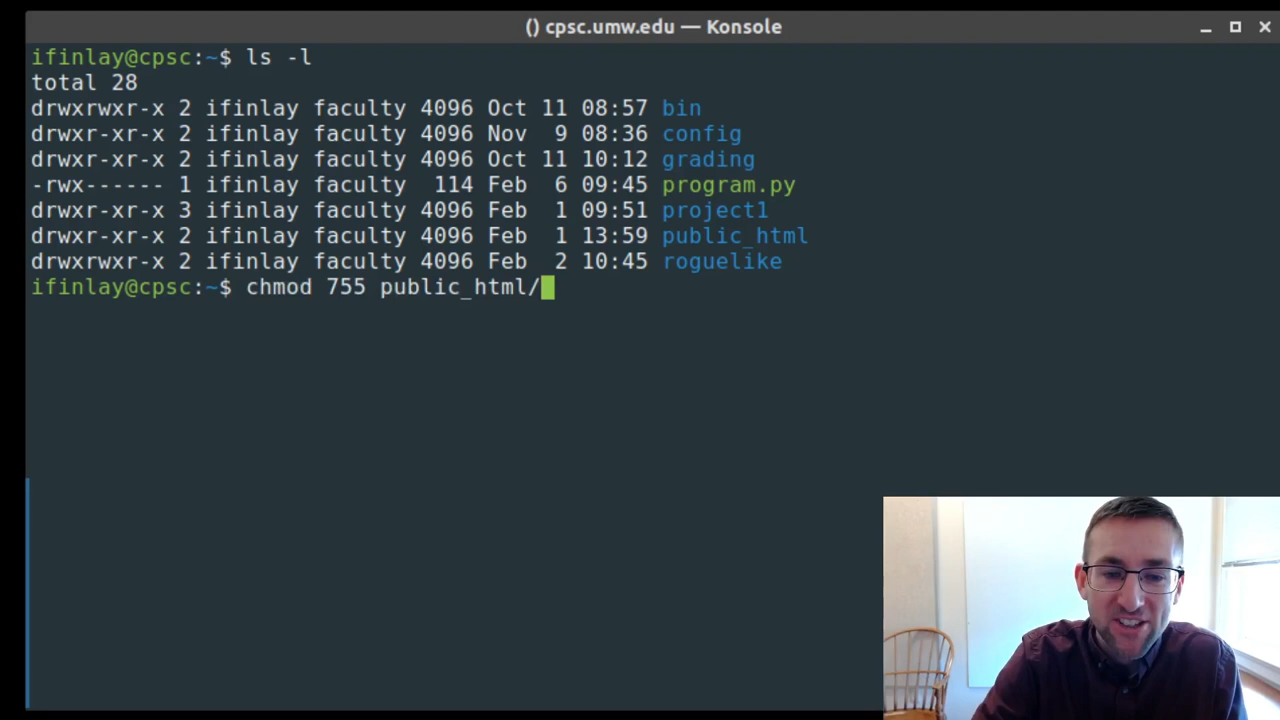 () cpsc.umw.edu — Konsole
ifinlay@cpsc:~$ ls -l
total 28
drwxrwxr-x 2 ifinlay faculty 4096 Oct 11 08:57 bin
drwxr-xr-x 2 ifinlay faculty 4096 Nov  9 08:36 config
drwxr-xr-x 2 ifinlay faculty 4096 Oct 11 10:12 grading
-rwx------ 1 ifinlay faculty  114 Feb  6 09:45 program.py
drwxr-xr-x 3 ifinlay faculty 4096 Feb  1 09:51 project1
drwxr-xr-x 2 ifinlay faculty 4096 Feb  1 13:59 public_html
drwxrwxr-x 2 ifinlay faculty 4096 Feb  2 10:45 roguelike
ifinlay@cpsc:~$ chmod 755 public_html/